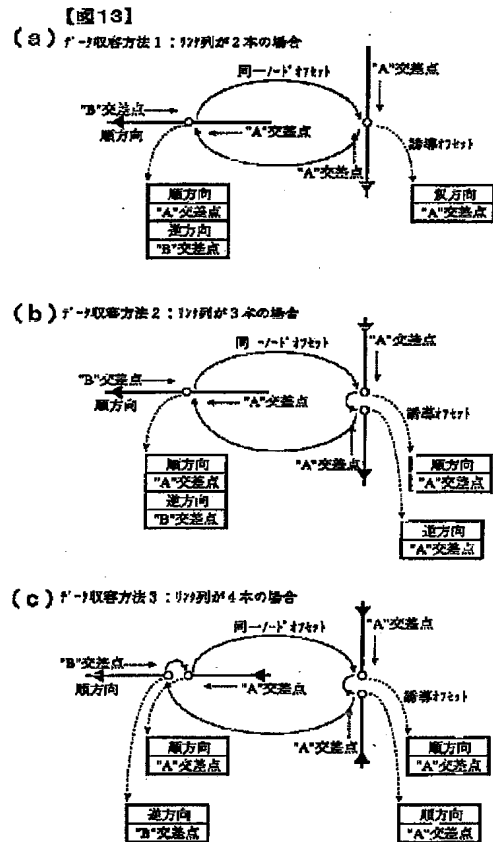 【図13】
(a) データ収容方法1：リンク列が2本の場合
同一ノードオフセット
"A"交差点
"B"交差点
順方向
"A"交差点
"A"交差点
誘導オフセット
順方向
"A"交差点
逆方向
"B"交差点
双方向
"A"交差点
(b) データ収容方法2：リンク列が3本の場合
同一ノードオフセット
"A"交差点
"B"交差点
順方向
"A"交差点
"A"交差点
誘導オフセット
順方向
"A"交差点
逆方向
"B"交差点
順方向
"A"交差点
逆方向
"A"交差点
(c) データ収容方法3：リンク列が4本の場合
同一ノードオフセット
"A"交差点
"B"交差点
順方向
"A"交差点
"A"交差点
誘導オフセット
順方向
"A"交差点
順方向
"A"交差点
逆方向
"B"交差点
順方向
"A"交差点